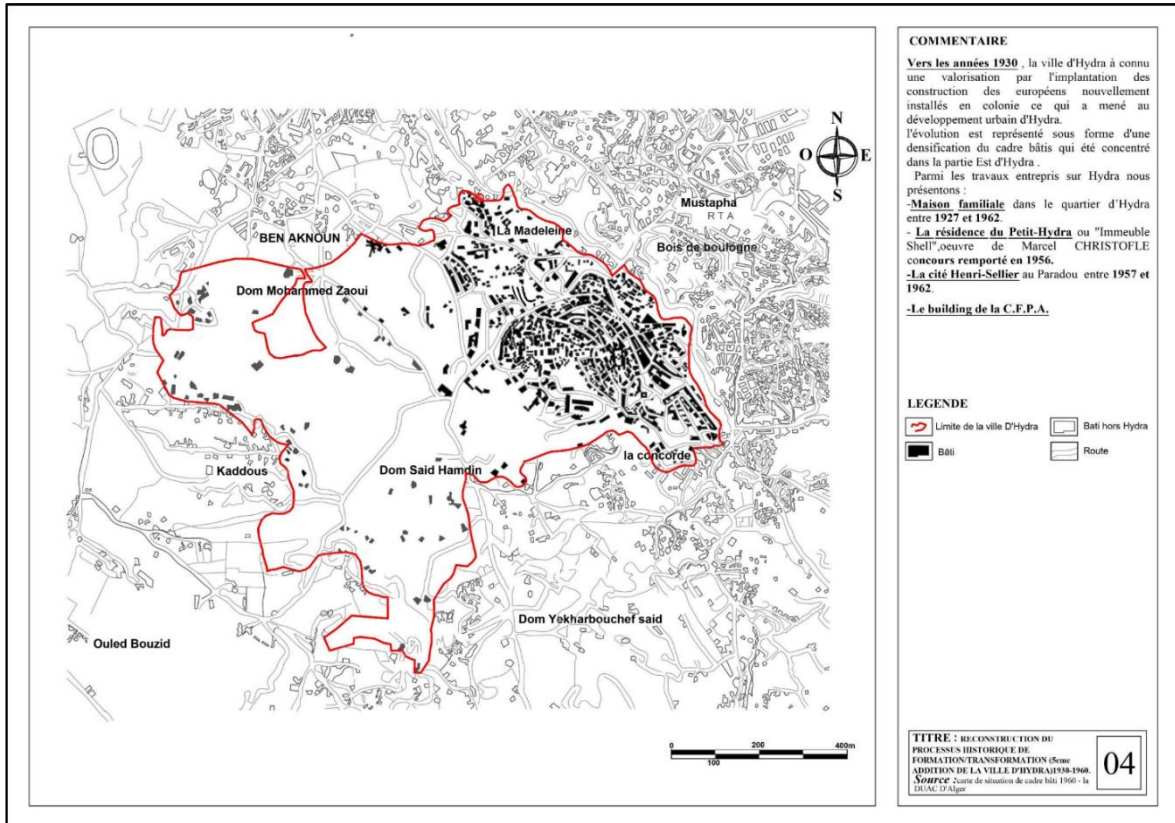 N
O
E
S
Mustapha
RTA
La Madeleine
BEN AKNOUN
Bois de boulogne
Dom Mohammed Zaoui
la concorde
Kaddous
Dom Said Hamdin
Dom Yekharbouchef said
Ouled Bouzid
0 200 400m
100
COMMENTAIRE
Vers les années 1930 , la ville d'Hydra à connu
une valorisation par l'implantation des
construction des européens nouvellement
installés en colonie ce qui a mené au
développement urbain d'Hydra.
l'évolution est représenté sous forme d'une
densification du cadre bâtis qui été concentré
dans la partie Est d'Hydra .
Parmi les travaux entrepris sur Hydra nous
présentons :
-Maison familiale dans le quartier d'Hydra
entre 1927 et 1962.
- La résidence du Petit-Hydra ou "Immeuble
Shell",oeuvre de Marcel CHRISTOFLE
concours remporté en 1956.
-La cité Henri-Sellier au Paradou entre 1957 et
1962.
-Le building de la C.F.P.A.
LEGENDE
Limite de la ville D'Hydra
Bati hors Hydra
Bâti
Route
TITRE : RECONSTRUCTION DU
PROCESSUS HISTORIQUE DE
FORMATION/TRANSFORMATION (5eme
ADDITION DE LA VILLE D'HYDRA)1930-1960.
Source :carte de situation de cadre bâti 1960 - la
DUAC D'Alger
04